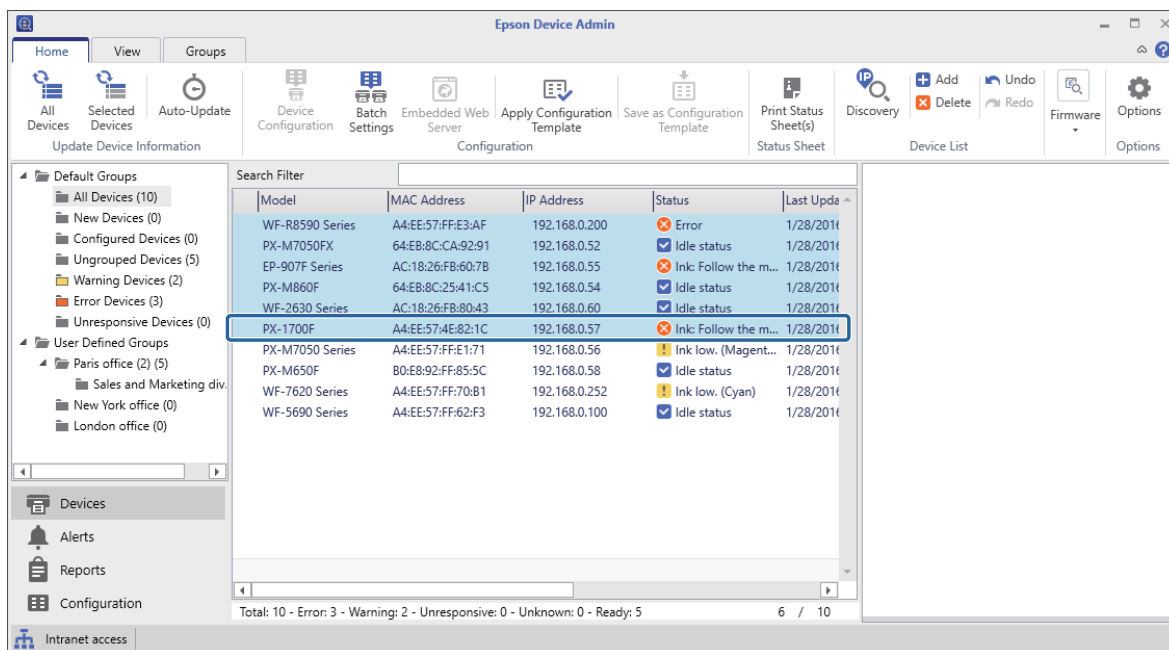 Epson Device Admin
Home View Groups
All Devices
Selected Devices
Auto-Update
Update Device Information
Device Configuration
Batch Settings
Embedded Web Server
Apply Configuration Template
Save as Configuration Template
Configuration
Print Status Sheet(s)
Status Sheet
IP
Discovery
Add
Delete
Undo
Redo
Device List
Firmware
Options
Options
Default Groups
All Devices (10)
New Devices (0)
Configured Devices (0)
Ungrouped Devices (5)
Warning Devices (2)
Error Devices (3)
Unresponsive Devices (0)
User Defined Groups
Paris office (2) (5)
Sales and Marketing div.
New York office (0)
London office (0)
Devices
Alerts
Reports
Configuration
Search Filter
Model MAC Address IP Address Status Last Upda
WF-R8590 Series A4:EE:57:FF:E3:AF 192.168.0.200 Error 1/28/2016
PX-M7050FX 64:EB:8C:CA:92:91 192.168.0.52 Idle status 1/28/2016
EP-907F Series AC:18:26:FB:60:7B 192.168.0.55 Ink: Follow the m... 1/28/2016
PX-M860F 64:EB:8C:25:41:C5 192.168.0.54 Idle status 1/28/2016
WF-2630 Series AC:18:26:FB:80:43 192.168.0.60 Idle status 1/28/2016
PX-1700F A4:EE:57:4E:82:1C 192.168.0.57 Ink: Follow the m... 1/28/2016
PX-M7050 Series A4:EE:57:FF:E1:71 192.168.0.56 Ink low. (Magent... 1/28/2016
PX-M650F B0:E8:92:FF:85:5C 192.168.0.58 Idle status 1/28/2016
WF-7620 Series A4:EE:57:FF:70:B1 192.168.0.252 Ink low. (Cyan) 1/28/2016
WF-5690 Series A4:EE:57:FF:62:F3 192.168.0.100 Idle status 1/28/2016
Total: 10 - Error: 3 - Warning: 2 - Unresponsive: 0 - Unknown: 0 - Ready: 5 6 / 10
Intranet access